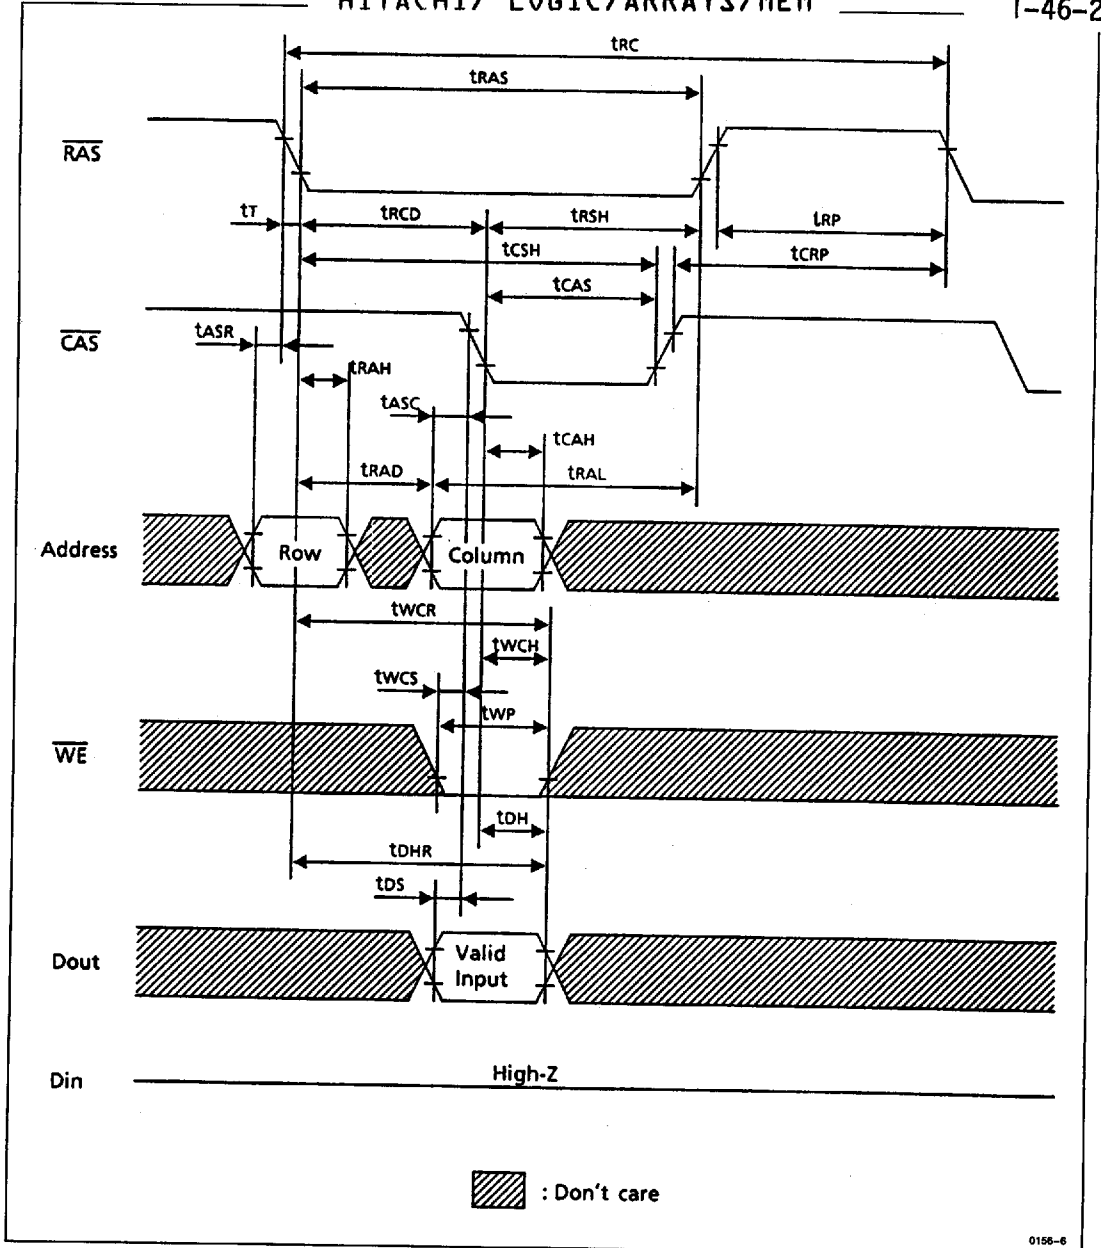 HITACHI/ LOGIC/ARRAYS/MEM
T-46-2
tRC
tRAS
RAS
tT
tRCD
tRSH
tRP
tCSH
tCRP
tCAS
CAS
tASR
tRAH
tASC
tCAH
tRAD
tRAL
Address
Row
Column
tWCR
tWCH
tWCS
tWP
WE
tDH
tDHR
tDS
Dout
Valid
Input
Din
High-Z
: Don't care
0156-6